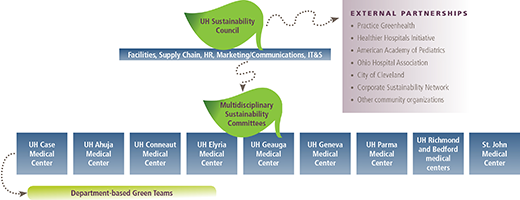 UH Sustainability
Council
Facilities, Supply Chain, HR, Marketing/Communications, IT&S
EXTERNAL PARTNERSHIPS
• Practice Greenhealth
• Healthier Hospitals Initiative
• American Academy of Pediatrics
• Ohio Hospital Association
• City of Cleveland
• Corporate Sustainability Network
• Other community organizations
Multidisciplinary
Sustainability
Committees
UH Case
Medical
Center
UH Ahuja
Medical
Center
UH Conneaut
Medical
Center
UH Elyria
Medical
Center
UH Geauga
Medical
Center
UH Geneva
Medical
Center
UH Parma
Medical
Center
UH Richmond
and Bedford
medical
centers
St. John
Medical
Center
Department-based Green Teams